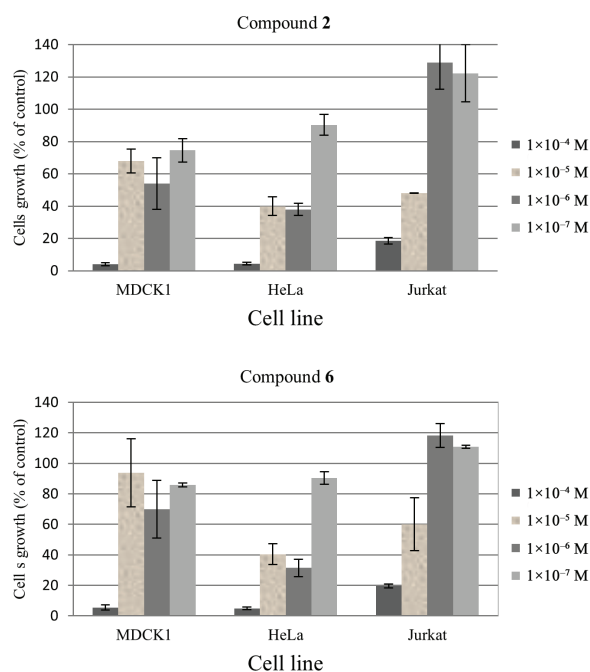 Compound 2
Cells growth (% of control)
140
120
100
80
60
40
20
0
MDCK1 HeLa Jurkat
Cell line
1×10⁻⁴ M
1×10⁻⁵ M
1×10⁻⁶ M
1×10⁻⁷ M
Compound 6
Cell s growth (% of control)
140
120
100
80
60
40
20
0
MDCK1 HeLa Jurkat
Cell line
1×10⁻⁴ M
1×10⁻⁵ M
1×10⁻⁶ M
1×10⁻⁷ M